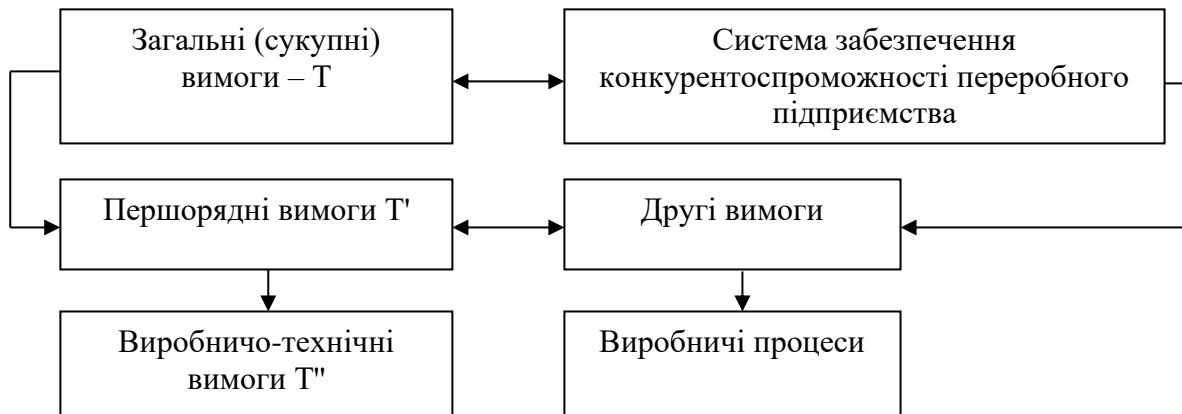 Загальні (сукупні)
вимоги – Т
Система забезпечення
конкурентоспроможності переробного
підприємства
Першорядні вимоги Т'
Другі вимоги
Виробничо-технічні
вимоги Т"
Виробничі процеси